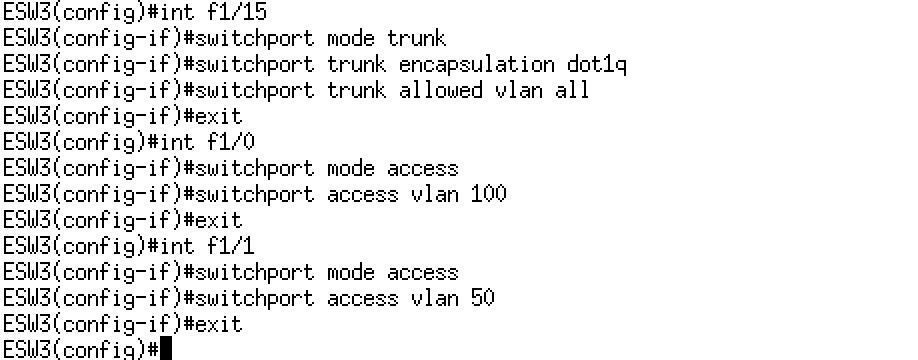 ESW3(config)#int f1/15
ESW3(config-if)#switchport mode trunk
ESW3(config-if)#switchport trunk encapsulation dot1q
ESW3(config-if)#switchport trunk allowed vlan all
ESW3(config-if)#exit
ESW3(config)#int f1/0
ESW3(config-if)#switchport mode access
ESW3(config-if)#switchport access vlan 100
ESW3(config-if)#exit
ESW3(config)#int f1/1
ESW3(config-if)#switchport mode access
ESW3(config-if)#switchport access vlan 50
ESW3(config-if)#exit
ESW3(config)#